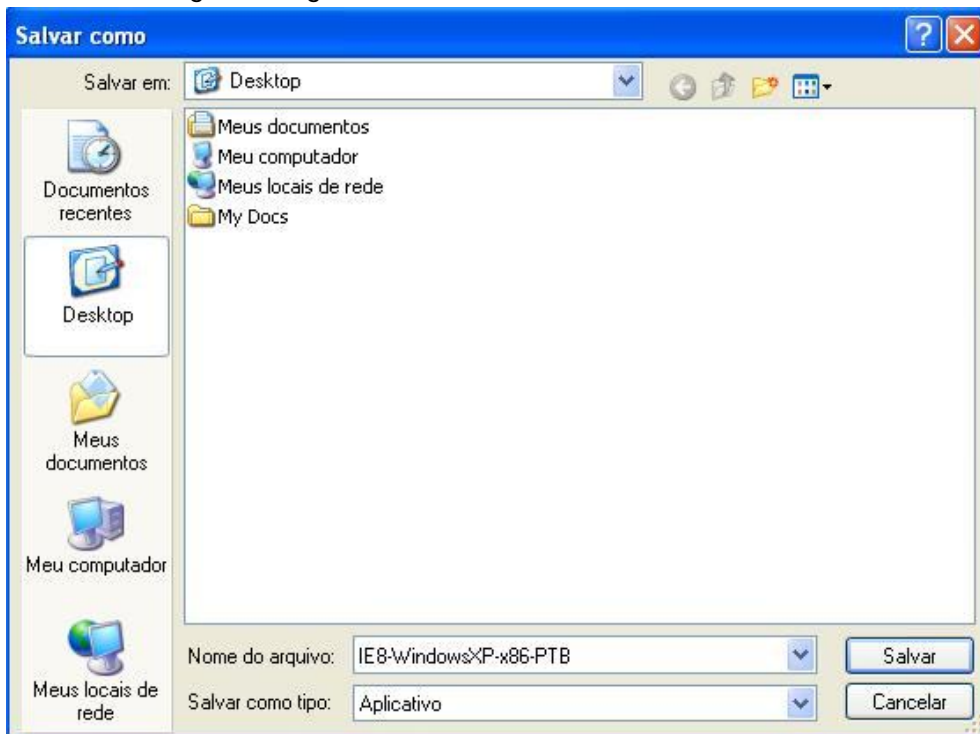 Salvar como
Salvar em:
Desktop
Documentos
recentes
Desktop
Meus
documentos
Meu computador
Meus locais de
rede
Meus documentos
Meu computador
Meus locais de rede
My Docs
Nome do arquivo:
IE8-WindowsXP-x86-PTB
Salvar
Salvar como tipo:
Aplicativo
Cancelar